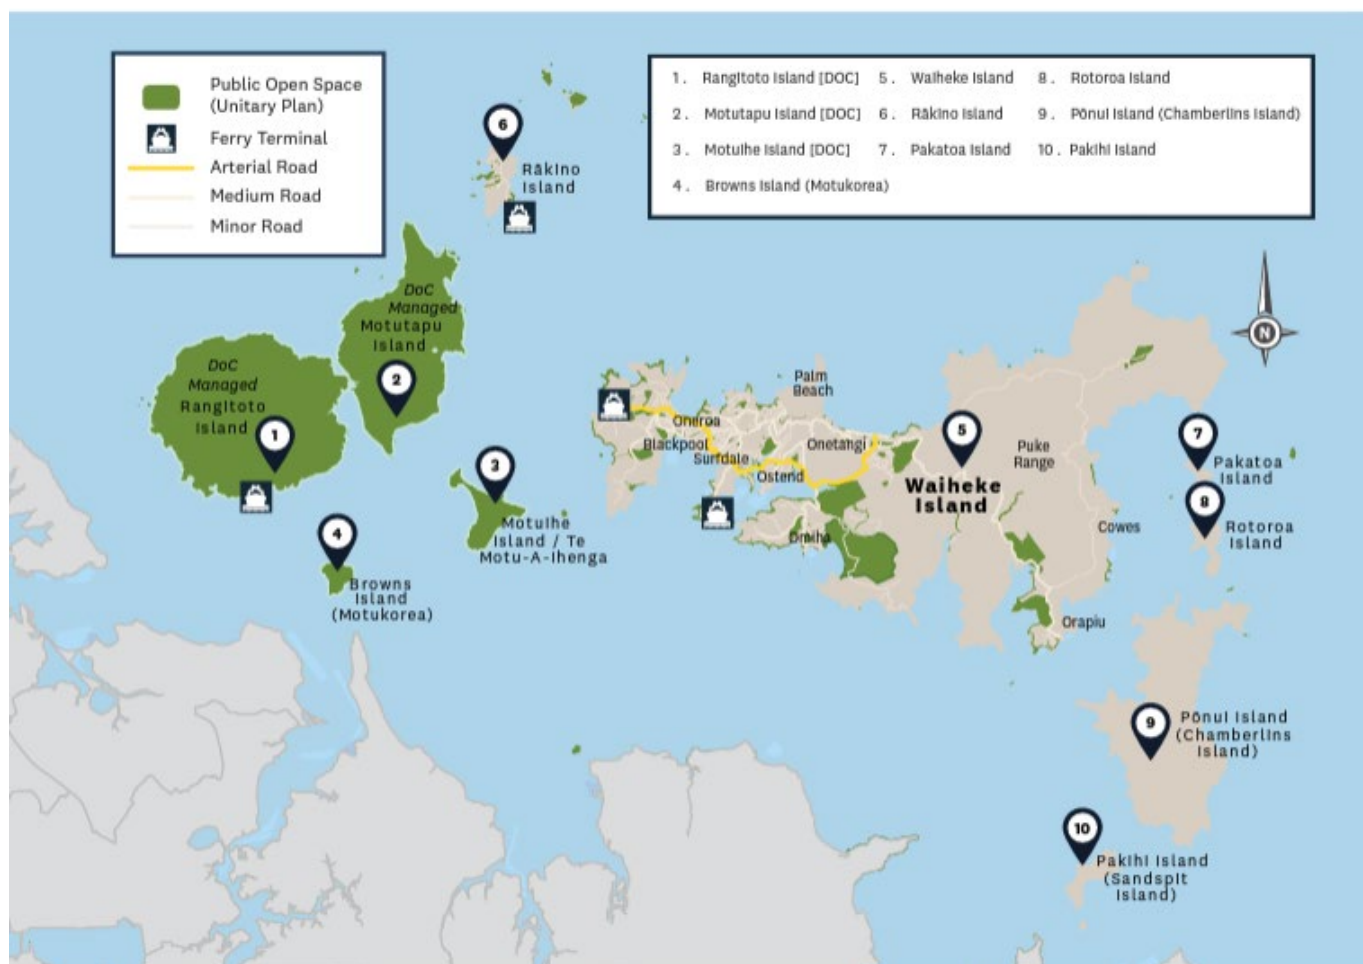 Public Open Space
(Unitary Plan)
Ferry Terminal
Arterial Road
Medium Road
Minor Road
1. Rangitoto Island [DOC]
2. Motutapu Island [DOC]
3. Motuihe Island [DOC]
4. Browns Island (Motukorea)
5. Waiheke Island
6. Rākino Island
7. Pakatoa Island
8. Rotoroa Island
9. Pōnui Island (Chamberlins Island)
10. Pakihi Island
6
Rākino
Island
DoC
Managed
Motutapu
Island
2
DoC
Managed
Rangitoto
Island
1
N
Palm
Beach
Oneroa
Blackpool
Surfdale
Ostend
Onetangi
5
Waiheke
Island
Puke
Range
7
Pakatoa
Island
8
Rotoroa
Island
3
Motuihe
Island / Te
Motu-A-Ihenga
4
Browns
Island
(Motukorea)
Omiha
Cowes
Orapiu
9
Pōnui Island
(Chamberlins
Island)
10
Pakihi Island
(Sandspit
Island)